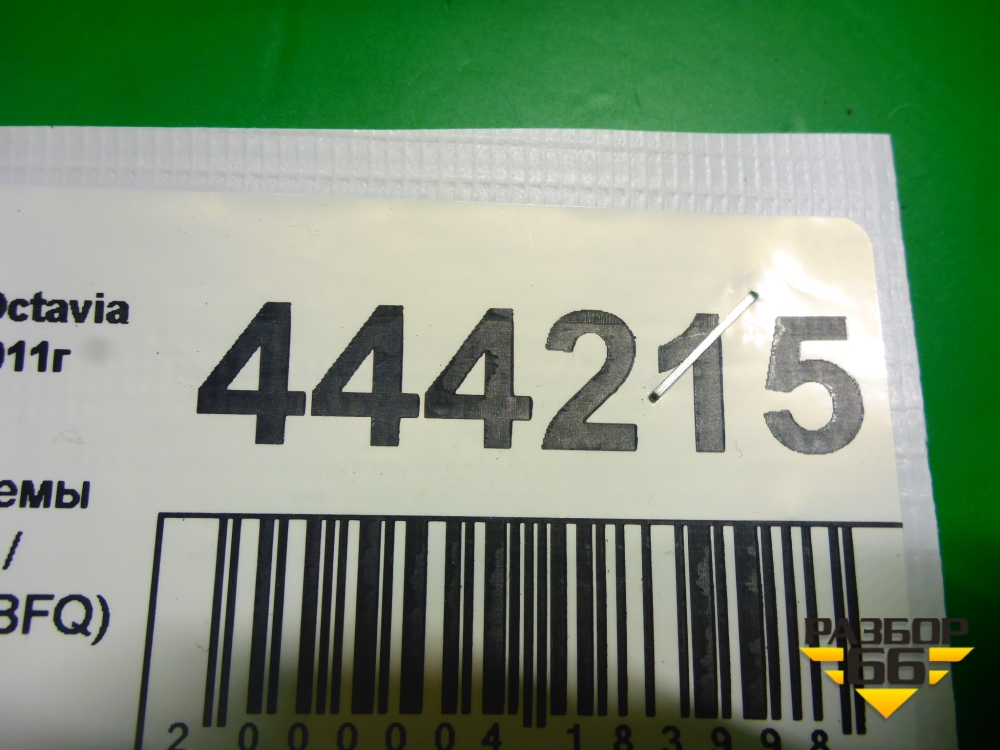 Octavia
011г
444215
емы
/
BFQ)
2 000004 183998
РАЗБОР
66